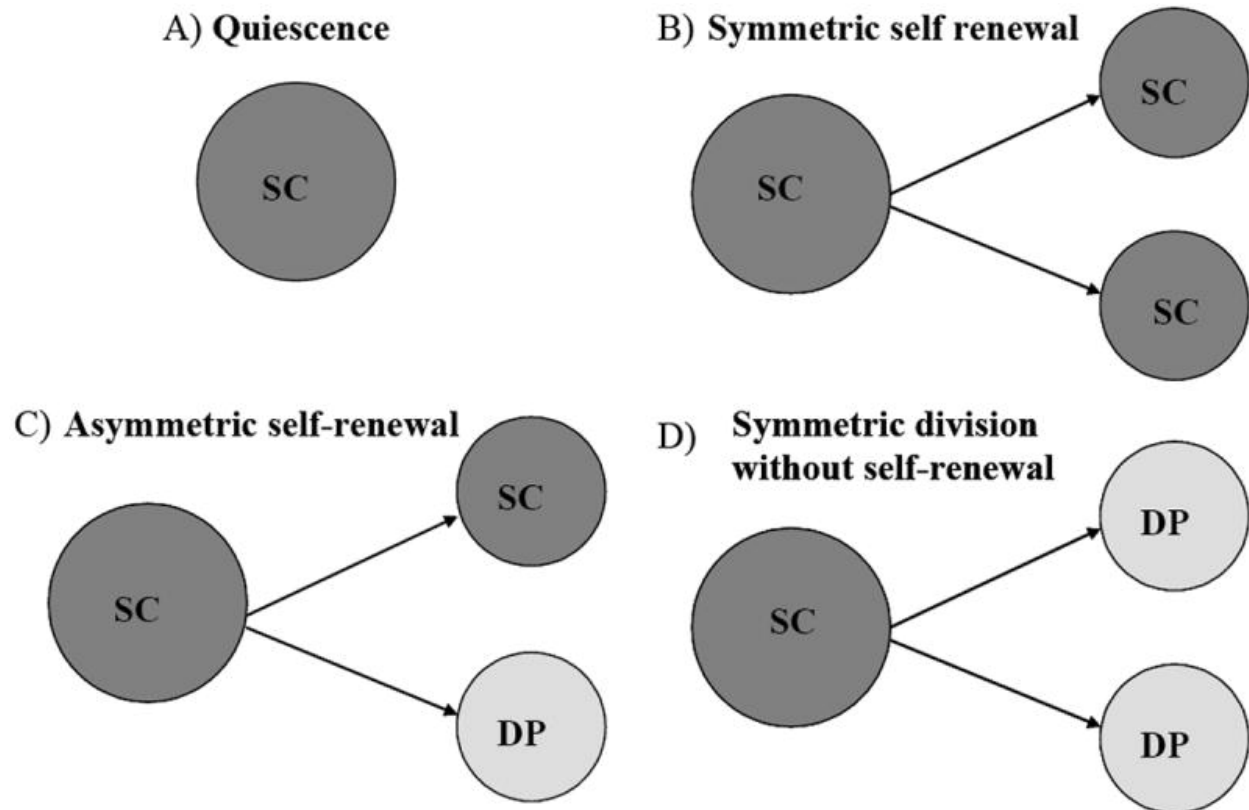 A) Quiescence
SC
B) Symmetric self renewal
SC
SC
SC
C) Asymmetric self-renewal
SC
SC
DP
D) Symmetric division
without self-renewal
DP
SC
DP